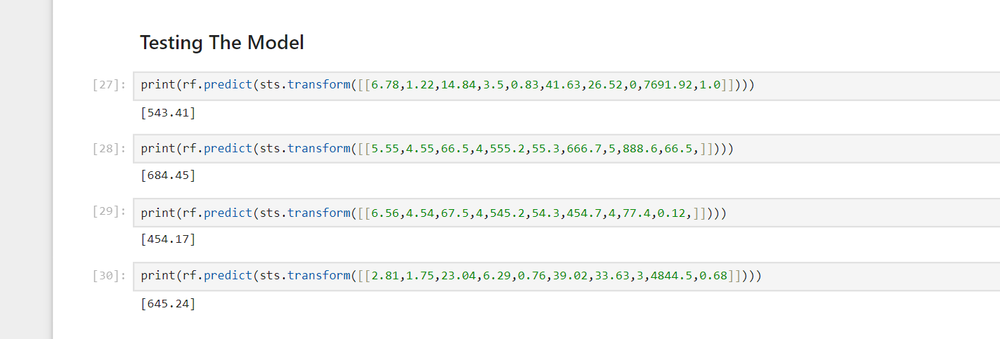 Testing The Model
[27]: print(rf.predict(sts.transform([[6.78,1.22,14.84,3.5,0.83,41.63,26.52,0,7691.92,1.0]])))
[543.41]
[28]: print(rf.predict(sts.transform([[5.55,4.55,66.5,4,555.2,55.3,666.7,5,888.6,66.5,]])))
[684.45]
[29]: print(rf.predict(sts.transform([[6.56,4.54,67.5,4,545.2,54.3,454.7,4,77.4,0.12,]])))
[454.17]
[30]: print(rf.predict(sts.transform([[2.81,1.75,23.04,6.29,0.76,39.02,33.63,3,4844.5,0.68]])))
[645.24]